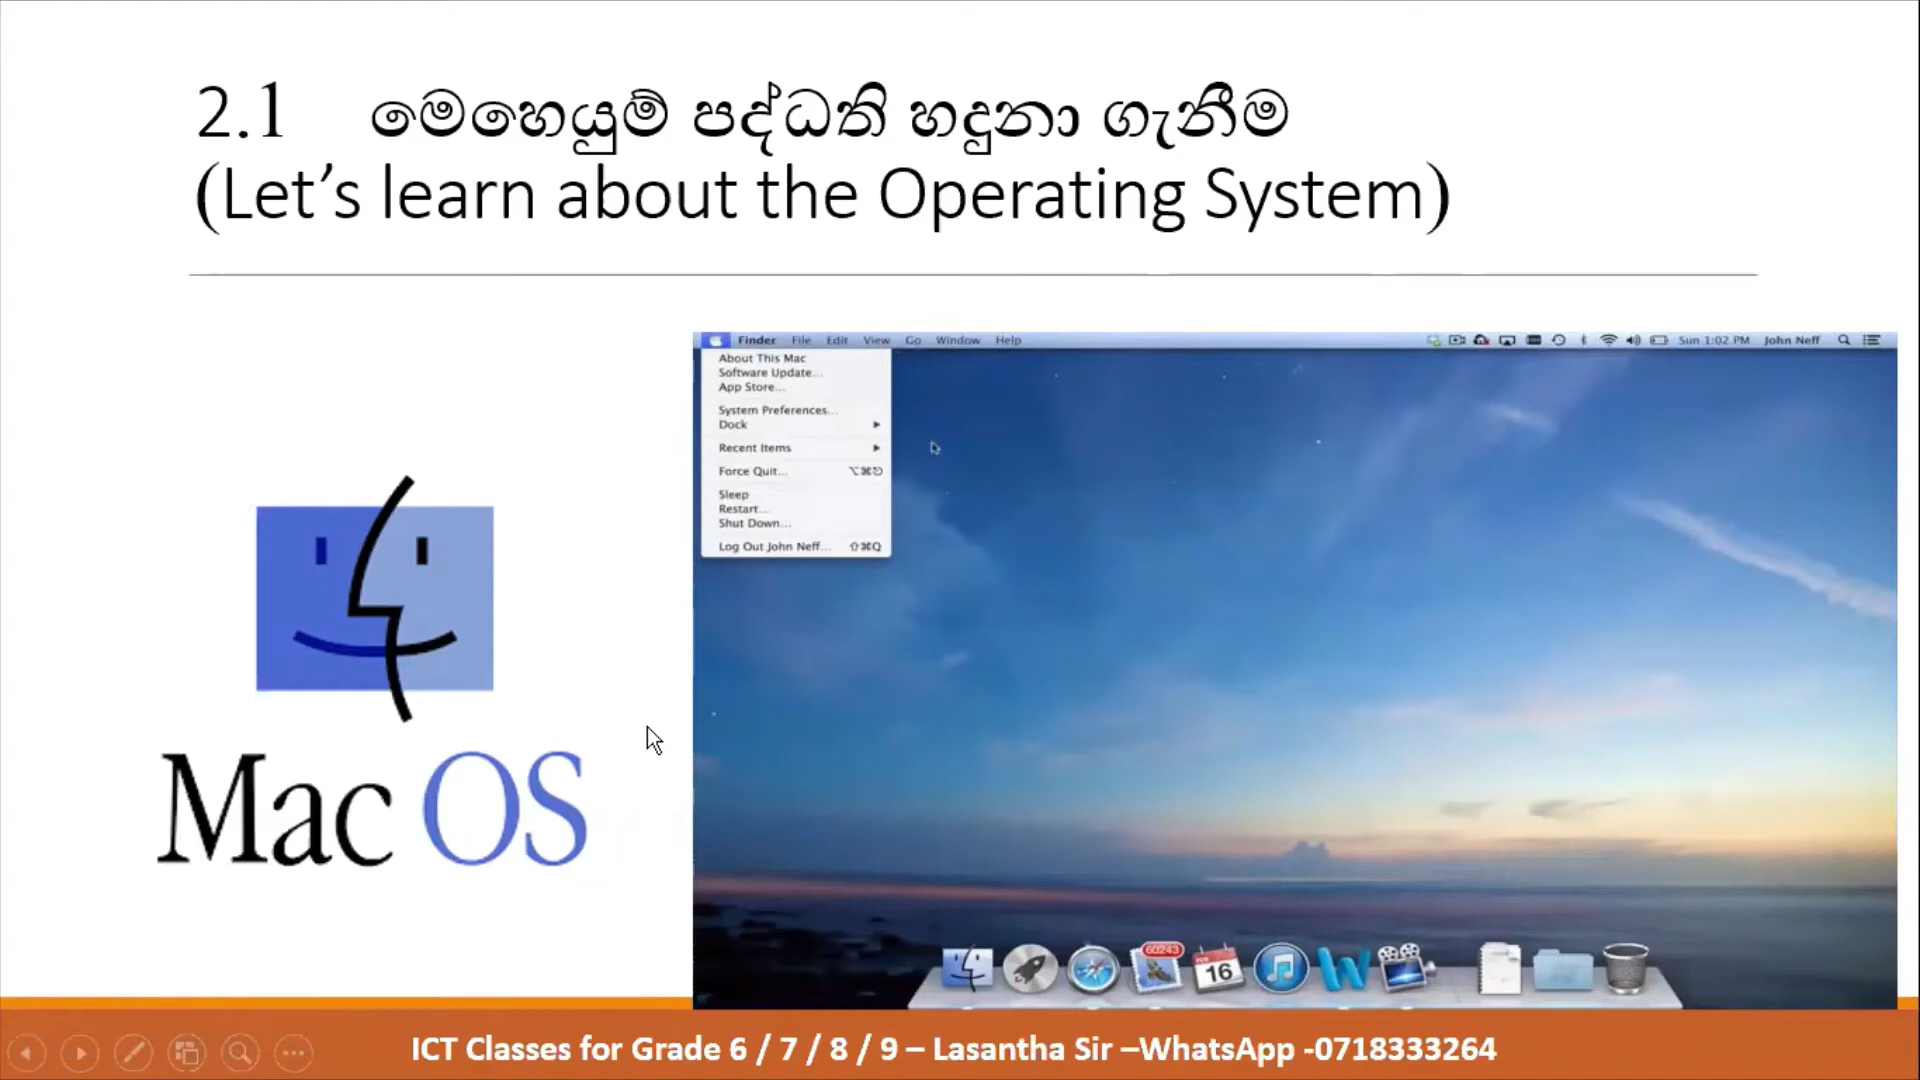 2.1 මෙහෙයුම් පද්ධති හදුනා ගැනීම
(Let's learn about the Operating System)
Finder File Edit View Go Window Help
Sun 1:02 PM John Neff
About This Mac
Software Update...
App Store...
System Preferences...
Dock
Recent Items
Force Quit...
Sleep
Restart...
Shut Down...
Log Out John Neff... ⇧⌘Q
Mac OS
60243
FEB
16
ICT Classes for Grade 6 / 7 / 8 / 9 – Lasantha Sir –WhatsApp -0718333264